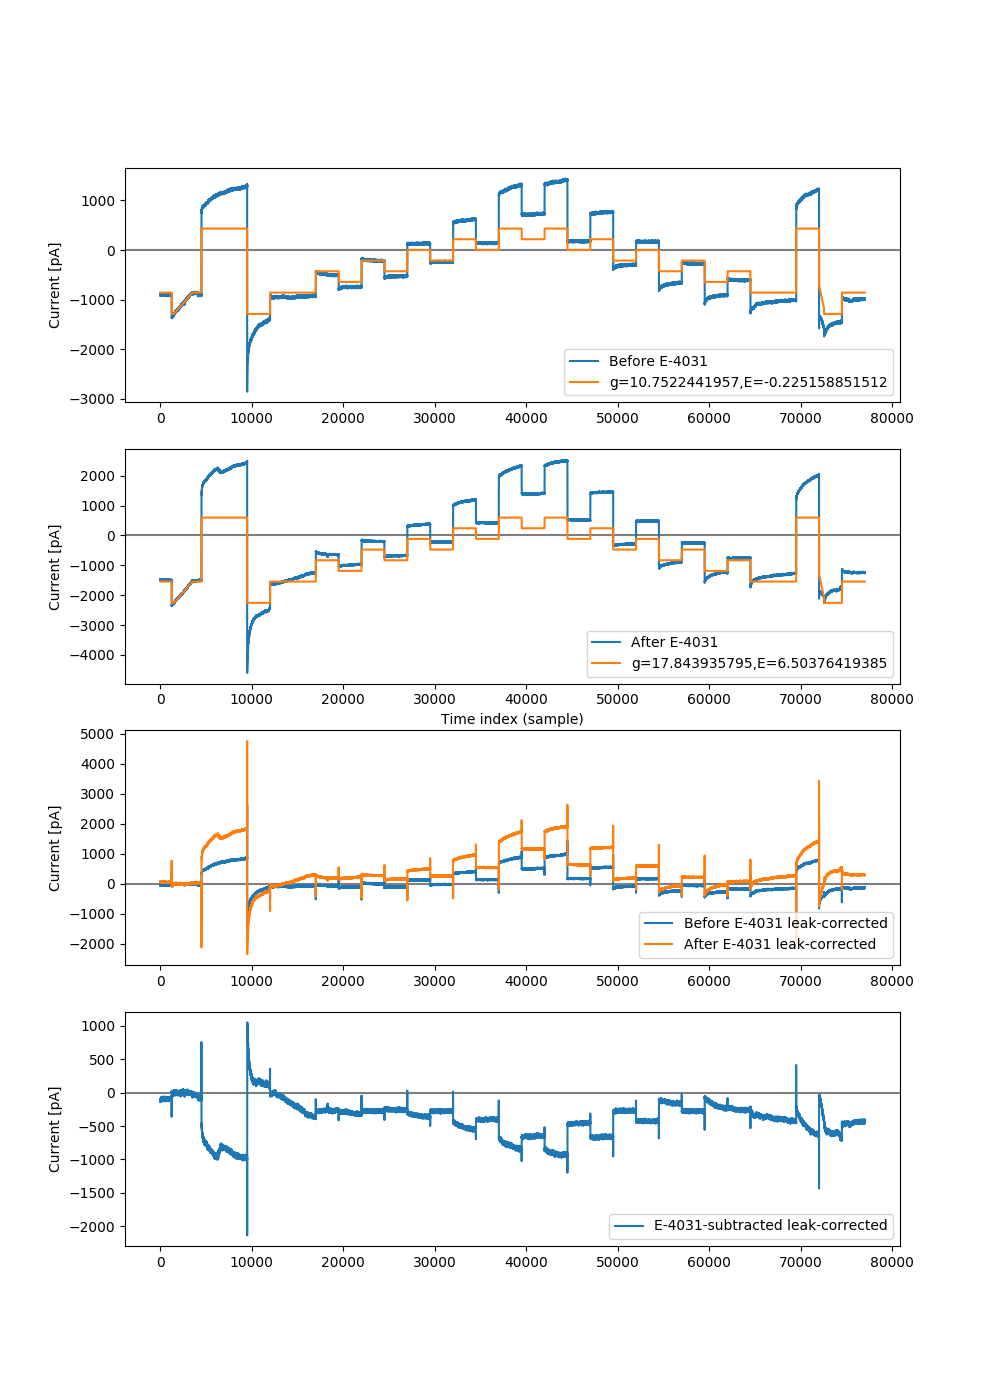 1000
0
−1000
−2000
−3000
Current [pA]
Before E-4031
g=10.7522441957,E=-0.225158851512
0 10000 20000 30000 40000 50000 60000 70000 80000
2000
1000
0
−1000
−2000
−3000
−4000
Current [pA]
After E-4031
g=17.843935795,E=6.50376419385
0 10000 20000 30000 40000 50000 60000 70000 80000
Time index (sample)
5000
4000
3000
2000
1000
0
−1000
−2000
Current [pA]
Before E-4031 leak-corrected
After E-4031 leak-corrected
0 10000 20000 30000 40000 50000 60000 70000 80000
1000
500
0
−500
−1000
−1500
−2000
Current [pA]
E-4031-subtracted leak-corrected
0 10000 20000 30000 40000 50000 60000 70000 80000